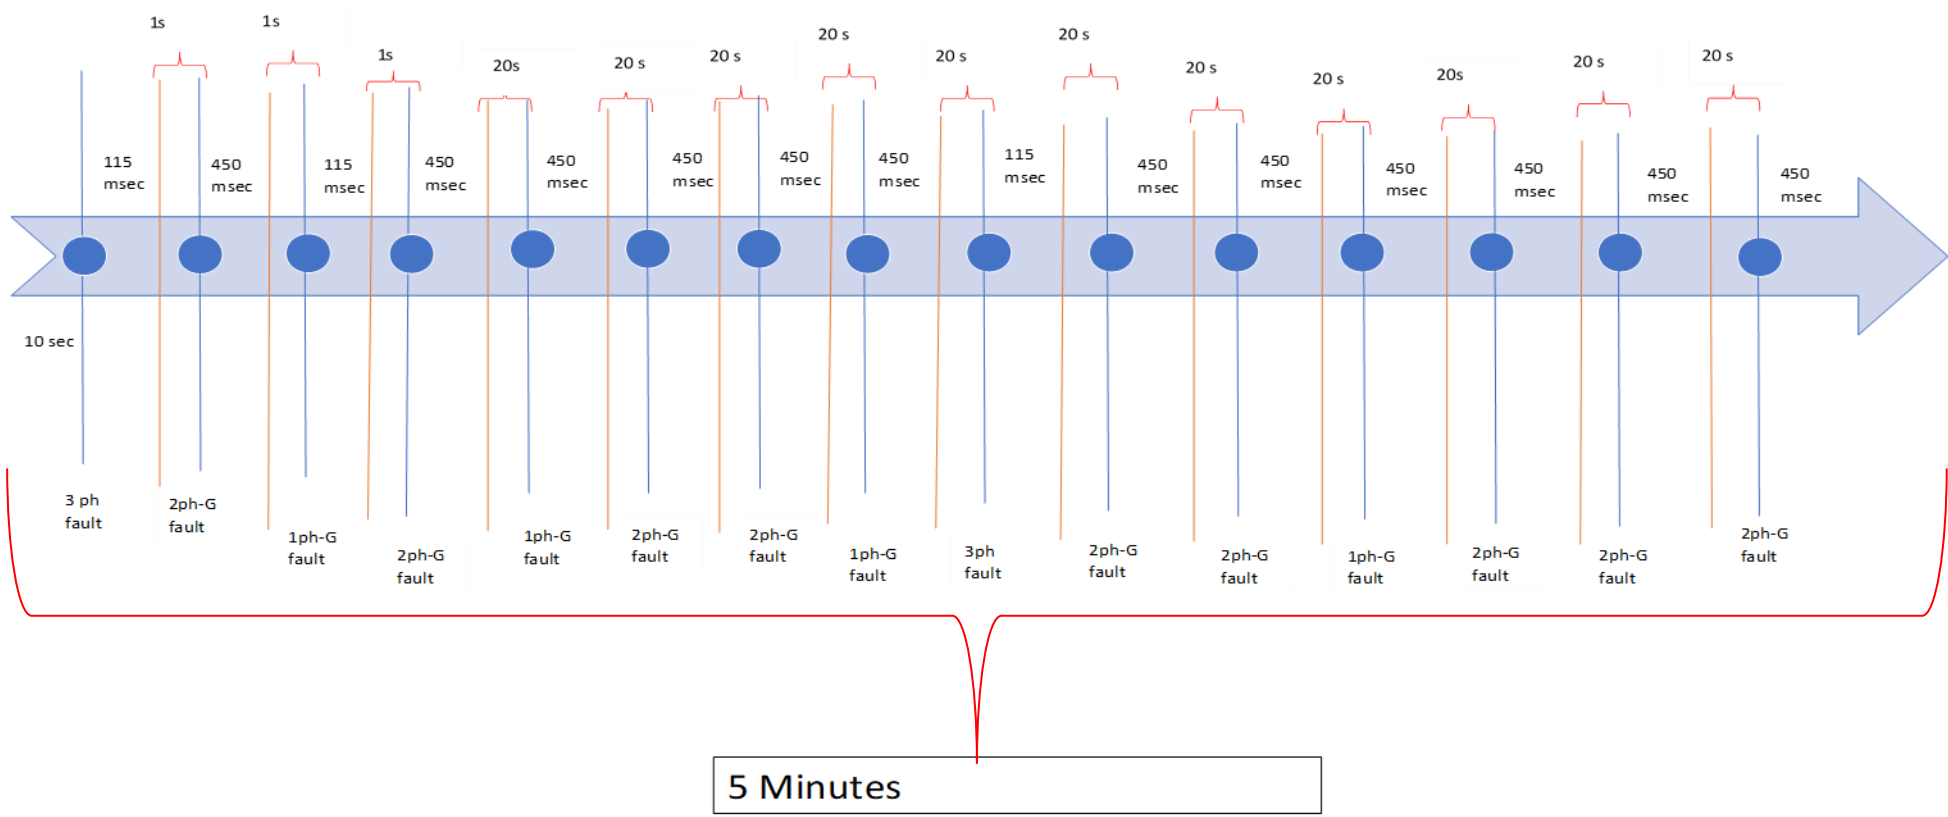 1s
1s
1s
20s
20 s
20 s
20 s
20 s
20 s
20 s
20 s
20s
20 s
20 s
115
msec
450
msec
115
msec
450
msec
450
msec
450
msec
450
msec
450
msec
115
msec
450
msec
450
msec
450
msec
450
msec
450
msec
450
msec
10 sec
3 ph
fault
2ph-G
fault
1ph-G
fault
2ph-G
fault
1ph-G
fault
2ph-G
fault
2ph-G
fault
1ph-G
fault
3ph
fault
2ph-G
fault
2ph-G
fault
1ph-G
fault
2ph-G
fault
2ph-G
fault
2ph-G
fault
5 Minutes